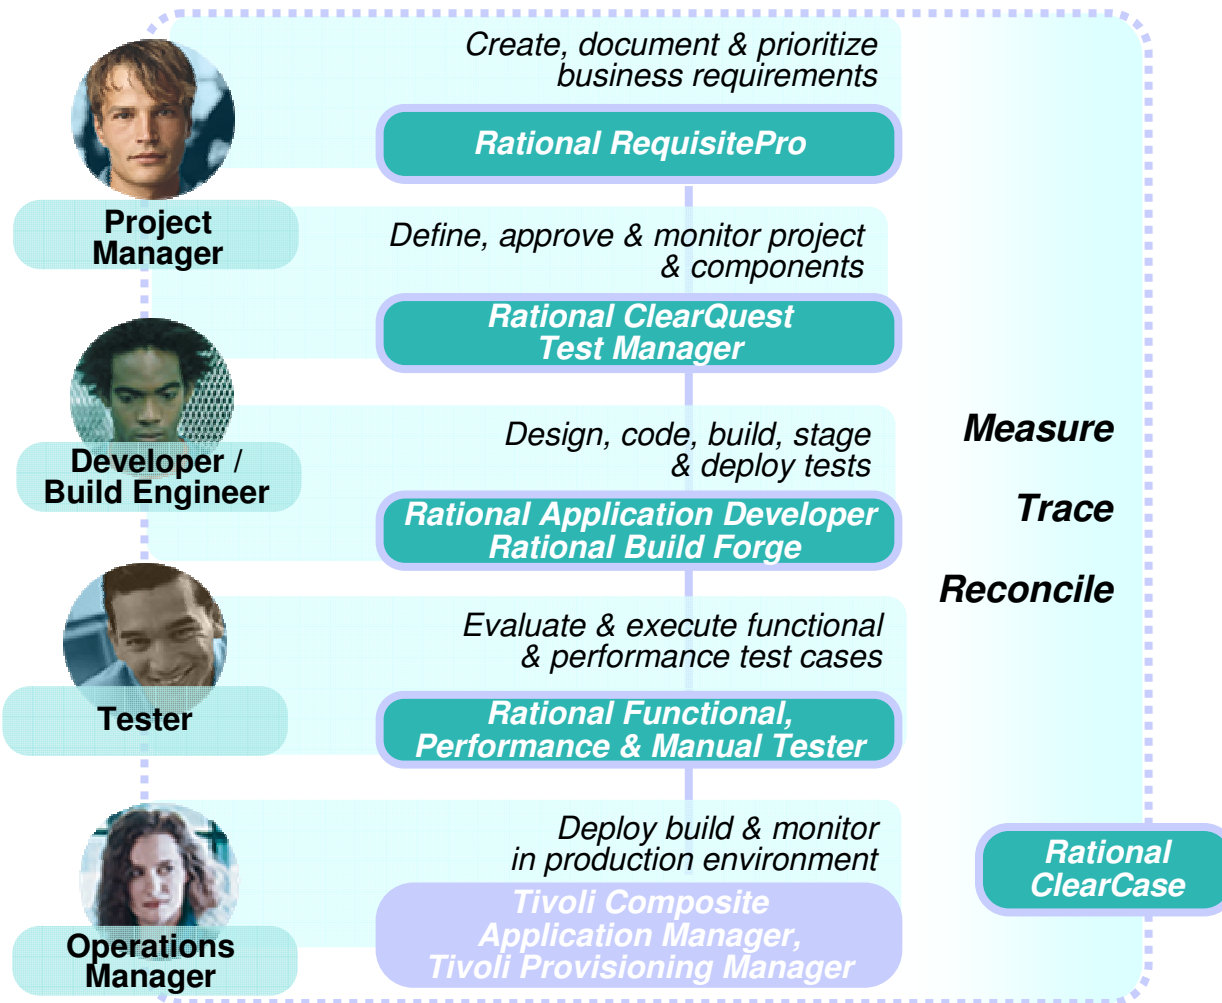 Create, document & prioritize
business requirements
Rational RequisitePro
Project
Manager
Define, approve & monitor project
& components
Rational ClearQuest
Test Manager
Developer /
Build Engineer
Design, code, build, stage
& deploy tests
Rational Application Developer
Rational Build Forge
Measure
Trace
Reconcile
Tester
Evaluate & execute functional
& performance test cases
Rational Functional,
Performance & Manual Tester
Operations
Manager
Deploy build & monitor
in production environment
Tivoli Composite
Application Manager,
Tivoli Provisioning Manager
Rational
ClearCase